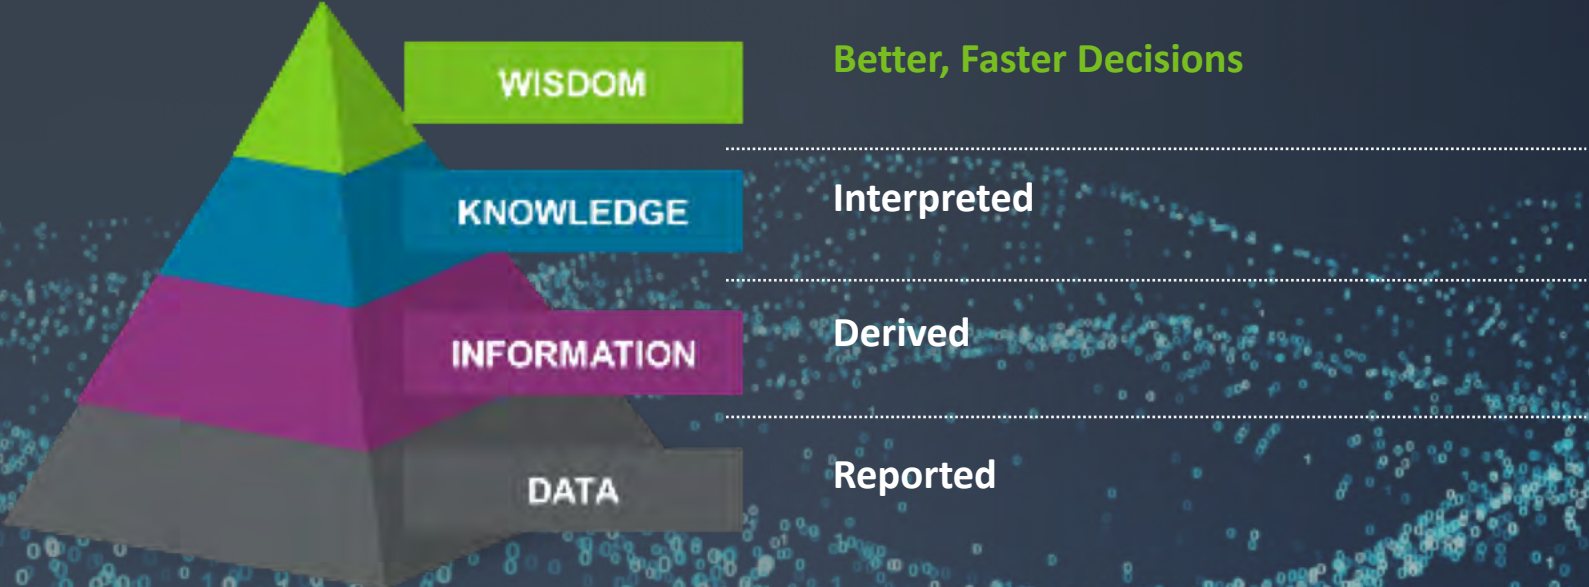 WISDOM
Better, Faster Decisions
KNOWLEDGE
Interpreted
INFORMATION
Derived
DATA
Reported